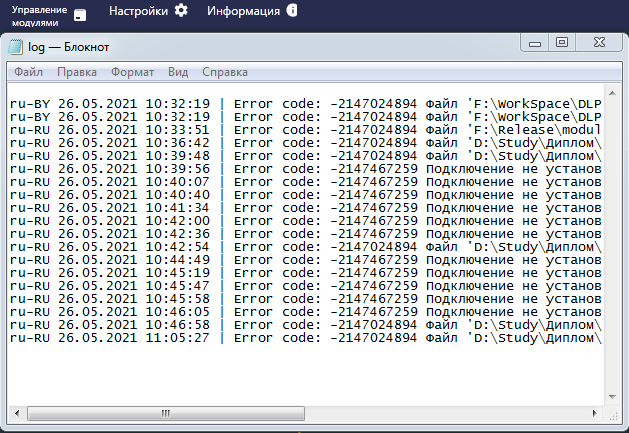 Управление
модулями
Настройки
Информация
log — Блокнот
Файл Правка Формат Вид Справка
ru-BY 26.05.2021 10:32:19 | Error code: -2147024894 Файл 'F:\WorkSpace\DLP
ru-BY 26.05.2021 10:32:19 | Error code: -2147024894 Файл 'F:\WorkSpace\DLP
ru-RU 26.05.2021 10:33:51 | Error code: -2147024894 Файл 'F:\Release\modul
ru-RU 26.05.2021 10:36:42 | Error code: -2147024894 Файл 'D:\Study\Диплом\
ru-RU 26.05.2021 10:39:48 | Error code: -2147024894 Файл 'D:\Study\Диплом\
ru-RU 26.05.2021 10:39:56 | Error code: -2147467259 Подключение не установ
ru-RU 26.05.2021 10:40:07 | Error code: -2147467259 Подключение не установ
ru-RU 26.05.2021 10:40:40 | Error code: -2147467259 Подключение не установ
ru-RU 26.05.2021 10:41:34 | Error code: -2147467259 Подключение не установ
ru-RU 26.05.2021 10:42:00 | Error code: -2147467259 Подключение не установ
ru-RU 26.05.2021 10:42:36 | Error code: -2147467259 Подключение не установ
ru-RU 26.05.2021 10:42:54 | Error code: -2147024894 Файл 'D:\Study\Диплом\
ru-RU 26.05.2021 10:44:49 | Error code: -2147467259 Подключение не установ
ru-RU 26.05.2021 10:45:19 | Error code: -2147467259 Подключение не установ
ru-RU 26.05.2021 10:45:47 | Error code: -2147467259 Подключение не установ
ru-RU 26.05.2021 10:45:58 | Error code: -2147467259 Подключение не установ
ru-RU 26.05.2021 10:46:05 | Error code: -2147467259 Подключение не установ
ru-RU 26.05.2021 10:46:58 | Error code: -2147024894 Файл 'D:\Study\Диплом\
ru-RU 26.05.2021 11:05:27 | Error code: -2147024894 Файл 'D:\Study\Диплом\